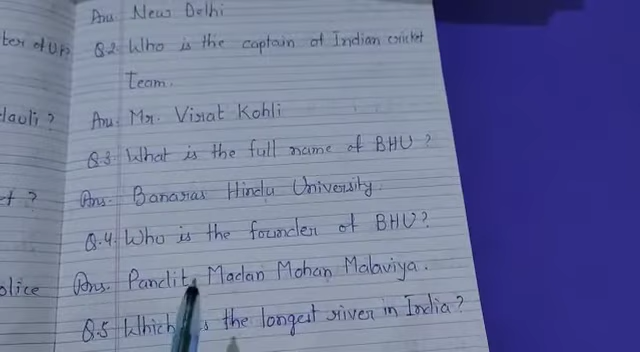 Ans New Delhi
Q.2. Who is the captain of Indian cricket
Team.
Ans. Mr. Virat Kohli
Q.3 What is the full name of BHU ?
Ans. Banaras Hindu University.
Q.4. Who is the founder of BHU?
Ans. Pandit Madan Mohan Malaviya.
olice
Q.5 Which is the longest river in India?